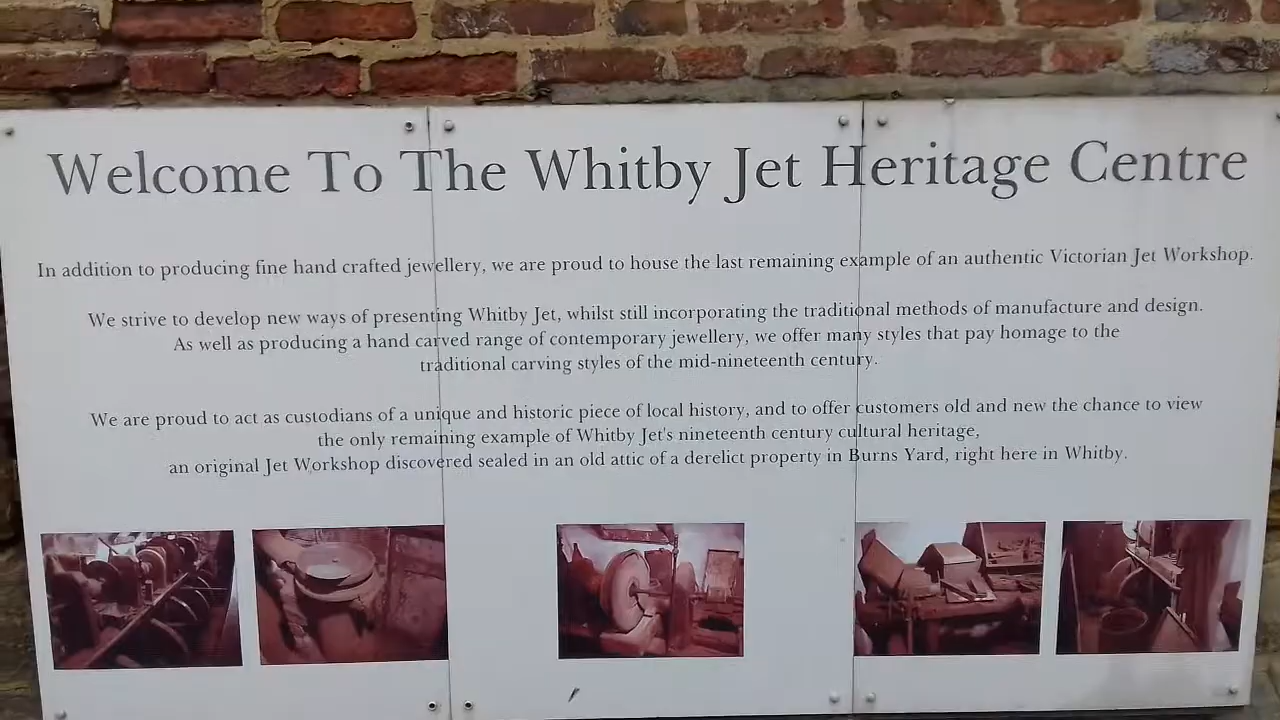 Welcome To The Whitby Jet Heritage Centre
In addition to producing fine hand crafted jewellery, we are proud to house the last remaining example of an authentic Victorian Jet Workshop.
We strive to develop new ways of presenting Whitby Jet, whilst still incorporating the traditional methods of manufacture and design.
As well as producing a hand carved range of contemporary jewellery, we offer many styles that pay homage to the
traditional carving styles of the mid-nineteenth century.
We are proud to act as custodians of a unique and historic piece of local history, and to offer customers old and new the chance to view
the only remaining example of Whitby Jet's nineteenth century cultural heritage,
an original Jet Workshop discovered sealed in an old attic of a derelict property in Burns Yard, right here in Whitby.